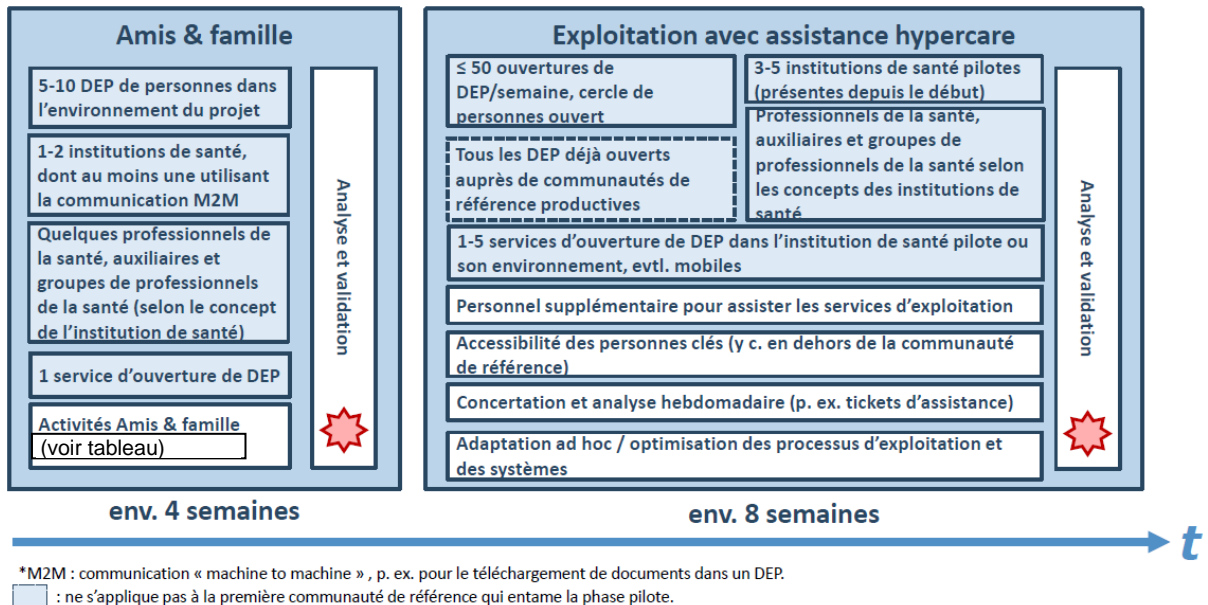 Amis & famille
5-10 DEP de personnes dans
l'environnement du projet
1-2 institutions de santé,
dont au moins une utilisant
la communication M2M
Quelques professionnels de
la santé, auxiliaires et
groupes de professionnels
de la santé (selon le concept
de l'institution de santé)
1 service d'ouverture de DEP
Activités Amis & famille
(voir tableau)
Analyse et validation
env. 4 semaines
Exploitation avec assistance hypercare
≤ 50 ouvertures de
DEP/semaine, cercle de
personnes ouvert
Tous les DEP déjà ouverts
auprès de communautés de
référence productives
3-5 institutions de santé pilotes
(présentes depuis le début)
Professionnels de la santé,
auxiliaires et groupes de
professionnels de la santé selon
les concepts des institutions de
santé
1-5 services d'ouverture de DEP dans l'institution de santé pilote ou
son environnement, evtl. mobiles
Personnel supplémentaire pour assister les services d'exploitation
Accessibilité des personnes clés (y c. en dehors de la communauté
de référence)
Concertation et analyse hebdomadaire (p. ex. tickets d'assistance)
Adaptation ad hoc / optimisation des processus d'exploitation et
des systèmes
Analyse et validation
env. 8 semaines
t
*M2M : communication « machine to machine » , p. ex. pour le téléchargement de documents dans un DEP.
: ne s'applique pas à la première communauté de référence qui entame la phase pilote.